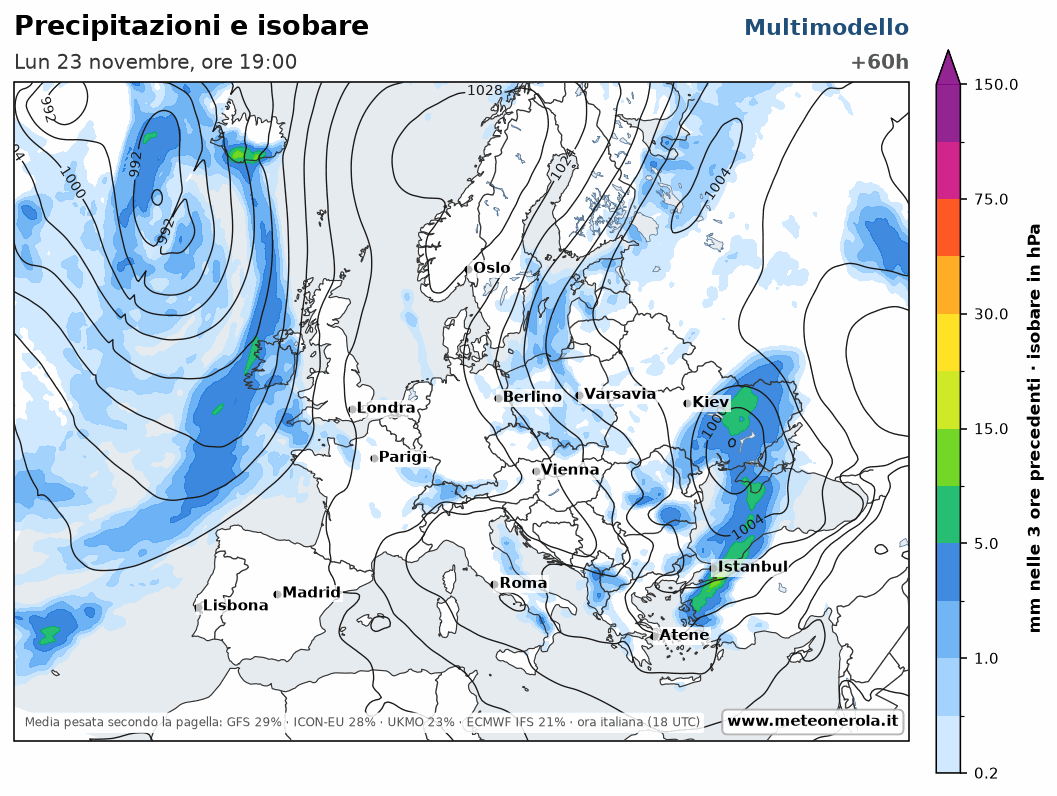 Precipitazioni e isobare
Multimodello
Lun 23 novembre, ore 19:00
+60h
1028
992
992
1000
1024
1004
992
Oslo
150.0
75.0
30.0
15.0
5.0
1.0
0.2
mm nelle 3 ore precedenti · isobare in hPa
Berlino
Varsavia
Kiev
Londra
Parigi
Vienna
1004
Istanbul
Roma
Madrid
Lisbona
Atene
Media pesata secondo la pagella: GFS 29% · ICON-EU 28% · UKMO 23% · ECMWF IFS 21% · ora italiana (18 UTC)
www.meteonerola.it